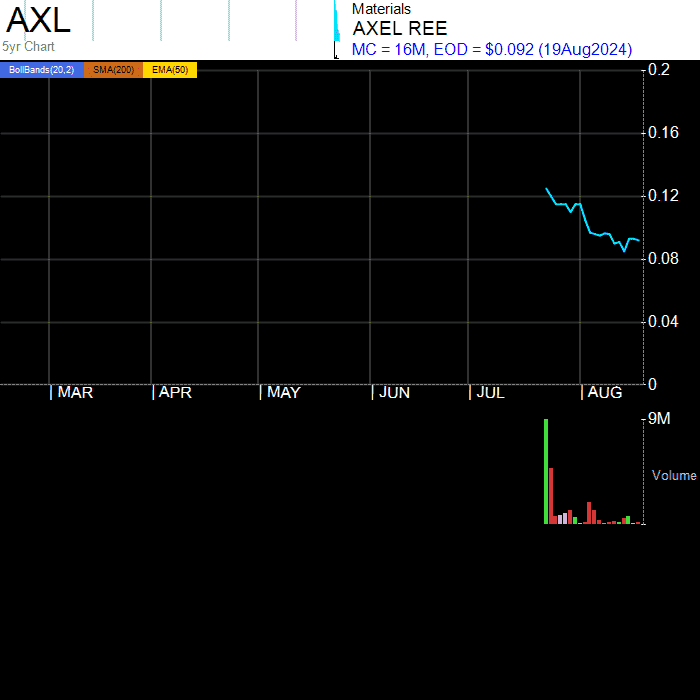 AXL
5yr Chart
Materials
AXEL REE
MC = 16M, EOD = $0.092 (19Aug2024)
BollBands(20,2) SMA(200) EMA(50)
0.2
0.16
0.12
0.08
0.04
0
MAR APR MAY JUN JUL AUG
9M
Volume